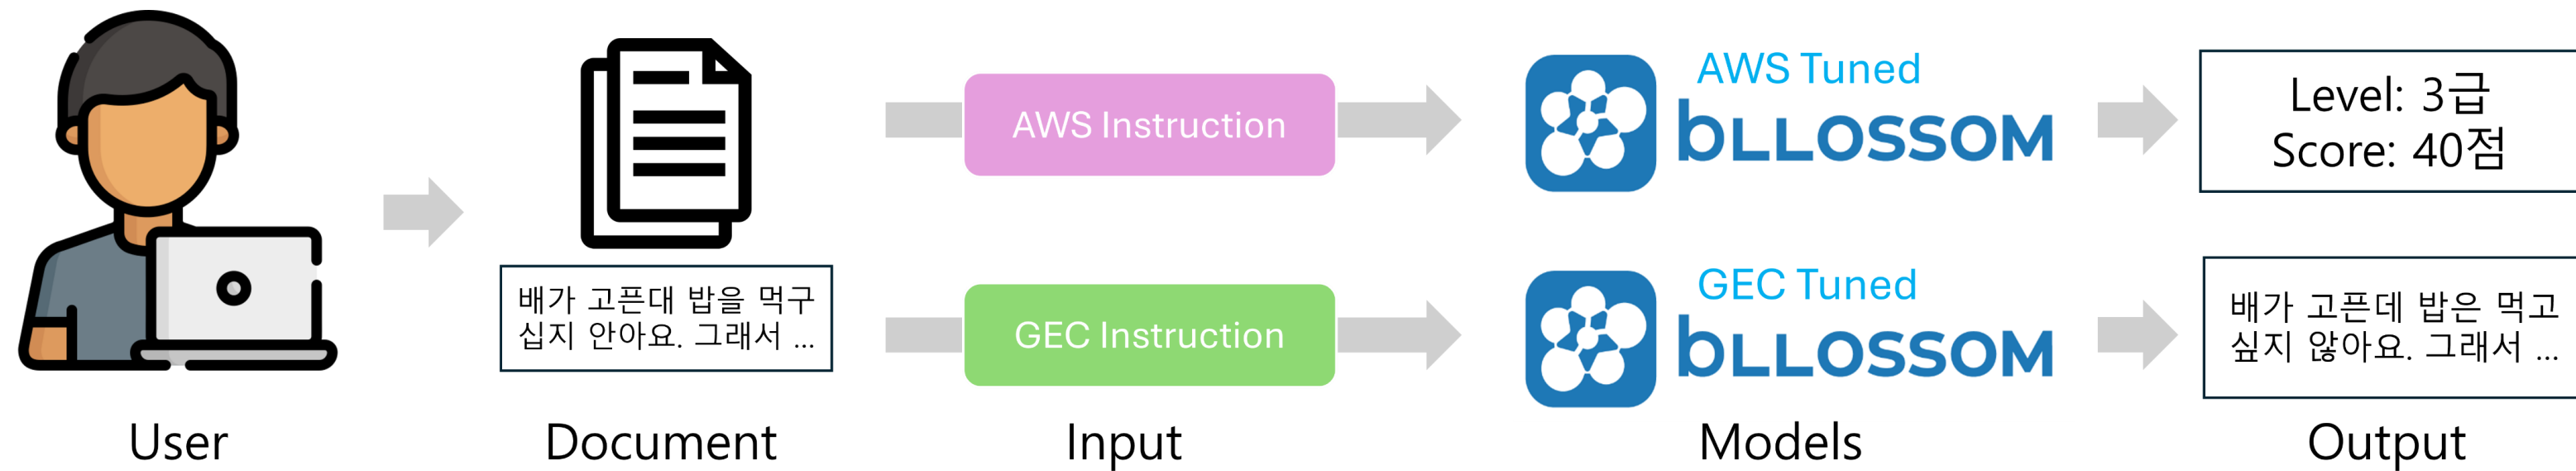 배가 고픈대 밥을 먹구
십지 안아요. 그래서 ...
AWS Instruction
GEC Instruction
AWS Tuned
bLLOSSOM
GEC Tuned
bLLOSSOM
Level: 3급
Score: 40점
배가 고픈데 밥은 먹고
싶지 않아요. 그래서 ...
User
Document
Input
Models
Output